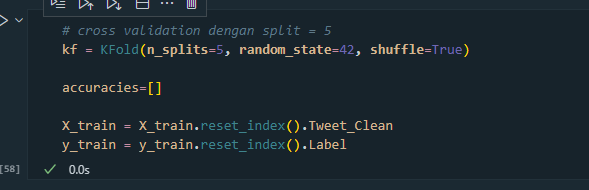 # cross validation dengan split = 5
kf = KFold(n_splits=5, random_state=42, shuffle=True)
accuracies=[]
X_train = X_train.reset_index().Tweet_Clean
y_train = y_train.reset_index().Label
[58]
0.0s